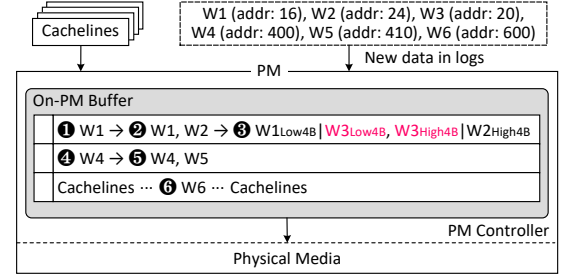 Cachelines
W1 (addr: 16), W2 (addr: 24), W3 (addr: 20),
W4 (addr: 400), W5 (addr: 410), W6 (addr: 600)
New data in logs
PM
On-PM Buffer
❶ W1 → ❷ W1, W2 → ❸ W1Low4B|W3Low4B, W3High4B|W2High4B
❹ W4 → ❺ W4, W5
Cachelines ··· ❻ W6 ··· Cachelines
PM Controller
Physical Media